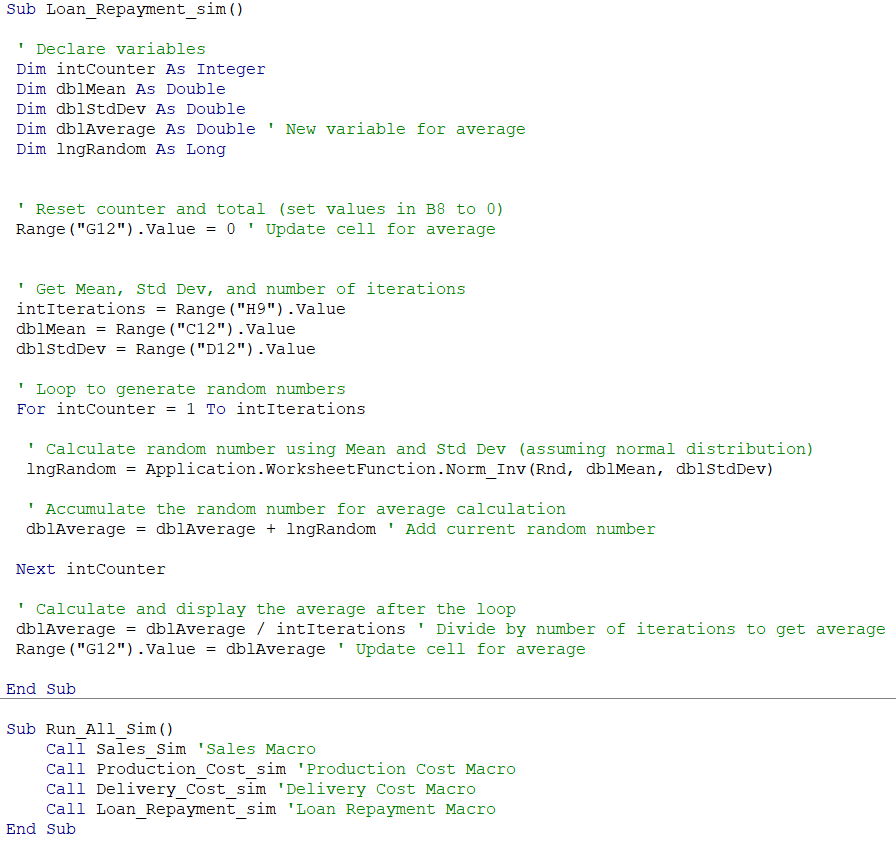 Sub Loan_Repayment_sim()
' Declare variables
Dim intCounter As Integer
Dim dblMean As Double
Dim dblStdDev As Double
Dim dblAverage As Double ' New variable for average
Dim lngRandom As Long
' Reset counter and total (set values in B8 to 0)
Range("G12").Value = 0 ' Update cell for average
' Get Mean, Std Dev, and number of iterations
intIterations = Range("H9").Value
dblMean = Range("C12").Value
dblStdDev = Range("D12").Value
' Loop to generate random numbers
For intCounter = 1 To intIterations
' Calculate random number using Mean and Std Dev (assuming normal distribution)
lngRandom = Application.WorksheetFunction.Norm_Inv(Rnd, dblMean, dblStdDev)
' Accumulate the random number for average calculation
dblAverage = dblAverage + lngRandom ' Add current random number
Next intCounter
' Calculate and display the average after the loop
dblAverage = dblAverage / intIterations ' Divide by number of iterations to get average
Range("G12").Value = dblAverage ' Update cell for average
End Sub
Sub Run_All_Sim()
Call Sales_Sim 'Sales Macro
Call Production_Cost_sim 'Production Cost Macro
Call Delivery_Cost_sim 'Delivery Cost Macro
Call Loan_Repayment_sim 'Loan Repayment Macro
End Sub